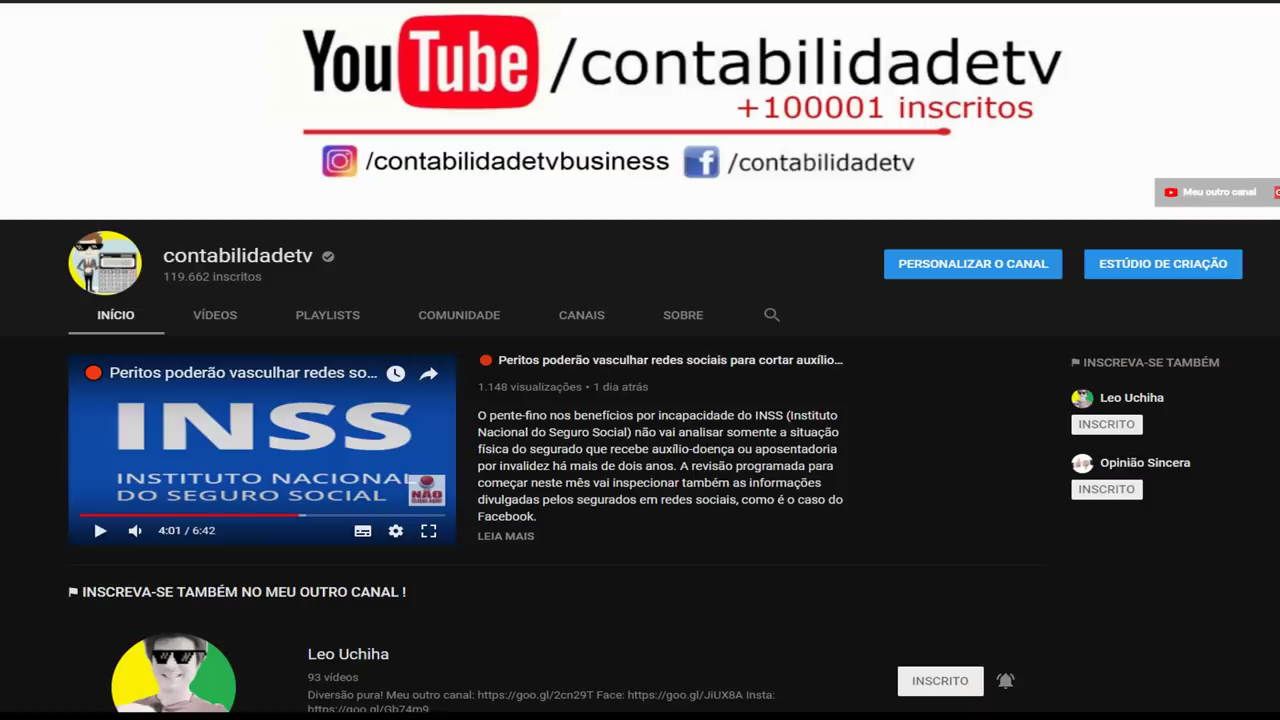 YouTube /contabilidadetv
+100001 inscritos
/contabilidadetvbusiness /contabilidadetv
Meu outro canal
contabilidadetv
119.662 inscritos
PERSONALIZAR O CANAL
ESTÚDIO DE CRIAÇÃO
INÍCIO VÍDEOS PLAYLISTS COMUNIDADE CANAIS SOBRE
Peritos poderão vasculhar redes so...
INSS
INSTITUTO NACIONAL
DO SEGURO SOCIAL
NÃO
4:01 / 6:42
Peritos poderão vasculhar redes sociais para cortar auxílio...
1.148 visualizações • 1 dia atrás
O pente-fino nos benefícios por incapacidade do INSS (Instituto
Nacional do Seguro Social) não vai analisar somente a situação
física do segurado que recebe auxílio-doença ou aposentadoria
por invalidez há mais de dois anos. A revisão programada para
começar neste mês vai inspecionar também as informações
divulgadas pelos segurados em redes sociais, como é o caso do
Facebook.
LEIA MAIS
INSCREVA-SE TAMBÉM
Leo Uchiha
INSCRITO
Opinião Sincera
INSCRITO
INSCREVA-SE TAMBÉM NO MEU OUTRO CANAL !
Leo Uchiha
93 vídeos
Diversão pura! Meu outro canal: https://goo.gl/2cn29T Face: https://goo.gl/JiUX8A Insta:
https://goo.gl/Gb74m9
INSCRITO